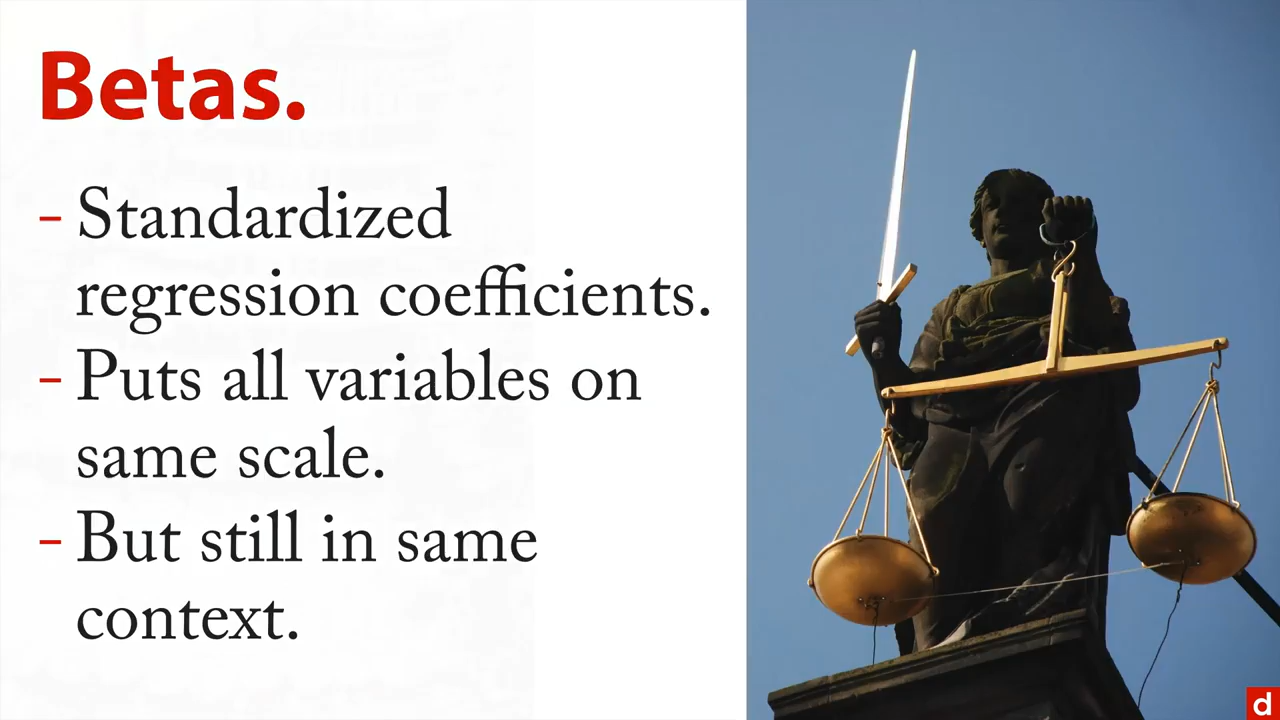 Betas.
– Standardized
regression coefficients.
– Puts all variables on
same scale.
– But still in same
context.
d